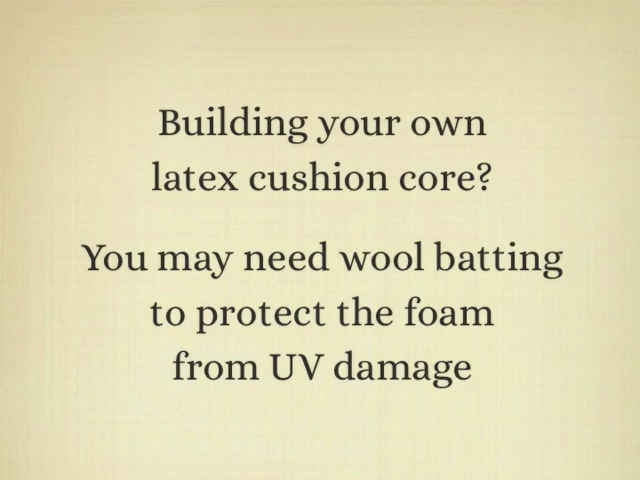 Building your own
latex cushion core?
You may need wool batting
to protect the foam
from UV damage